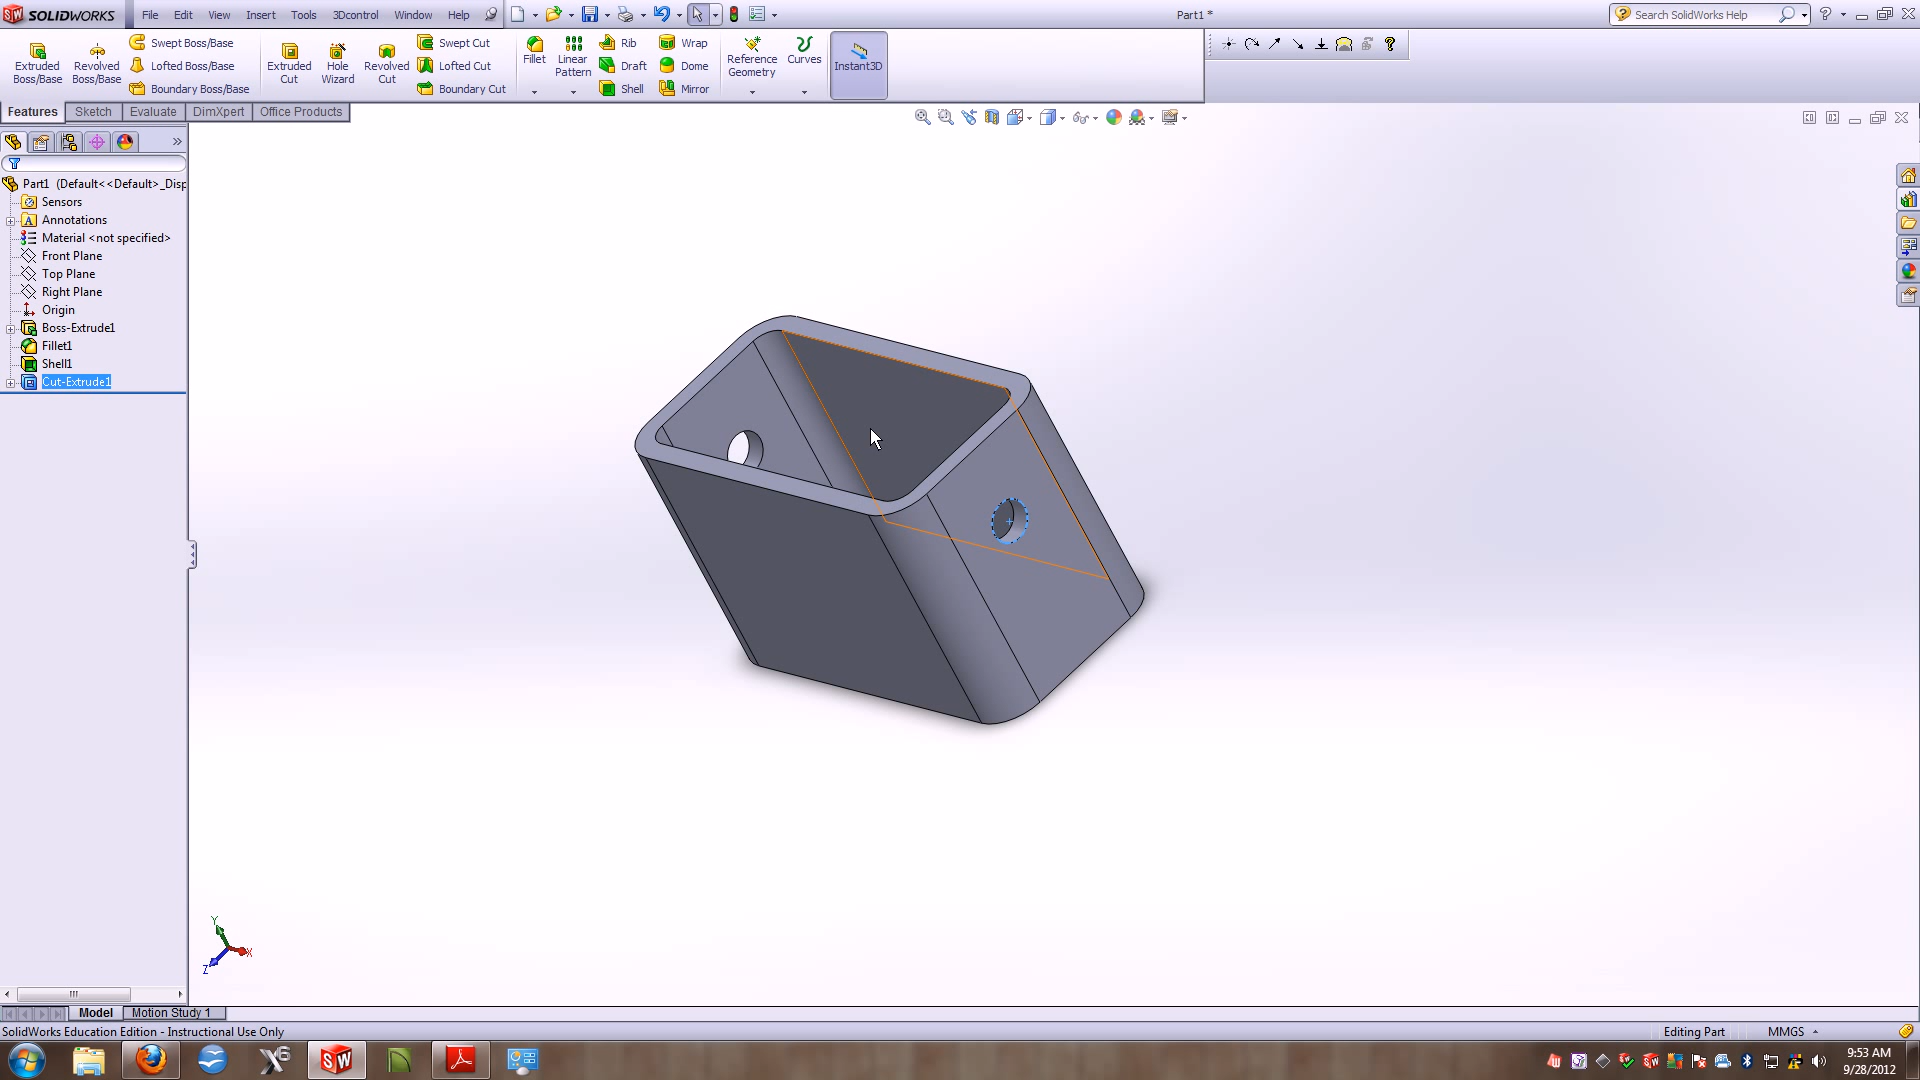 SOLIDWORKS File Edit View Insert Tools 3Dcontrol Window Help Part1 * Search SolidWorks Help
Extruded Boss/Base
Revolved Boss/Base
Swept Boss/Base
Lofted Boss/Base
Boundary Boss/Base
Extruded Cut
Hole Wizard
Revolved Cut
Swept Cut
Lofted Cut
Boundary Cut
Fillet
Linear Pattern
Rib
Draft
Shell
Wrap
Dome
Mirror
Reference Geometry
Curves
Instant3D
Features Sketch Evaluate DimXpert Office Products
Part1 (Default<<Default>_Disp
Sensors
Annotations
Material <not specified>
Front Plane
Top Plane
Right Plane
Origin
Boss-Extrude1
Fillet1
Shell1
Cut-Extrude1
Y
X
Z
Model Motion Study 1
SolidWorks Education Edition - Instructional Use Only Editing Part MMGS
9:53 AM
9/28/2012